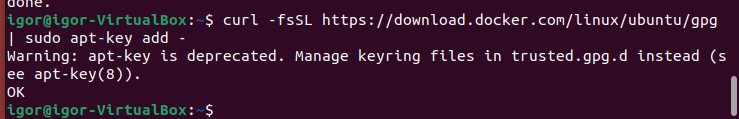 done.
igor@igor-VirtualBox:~$ curl -fsSL https://download.docker.com/linux/ubuntu/gpg
| sudo apt-key add -
Warning: apt-key is deprecated. Manage keyring files in trusted.gpg.d instead (s
ee apt-key(8)).
OK
igor@igor-VirtualBox:~$